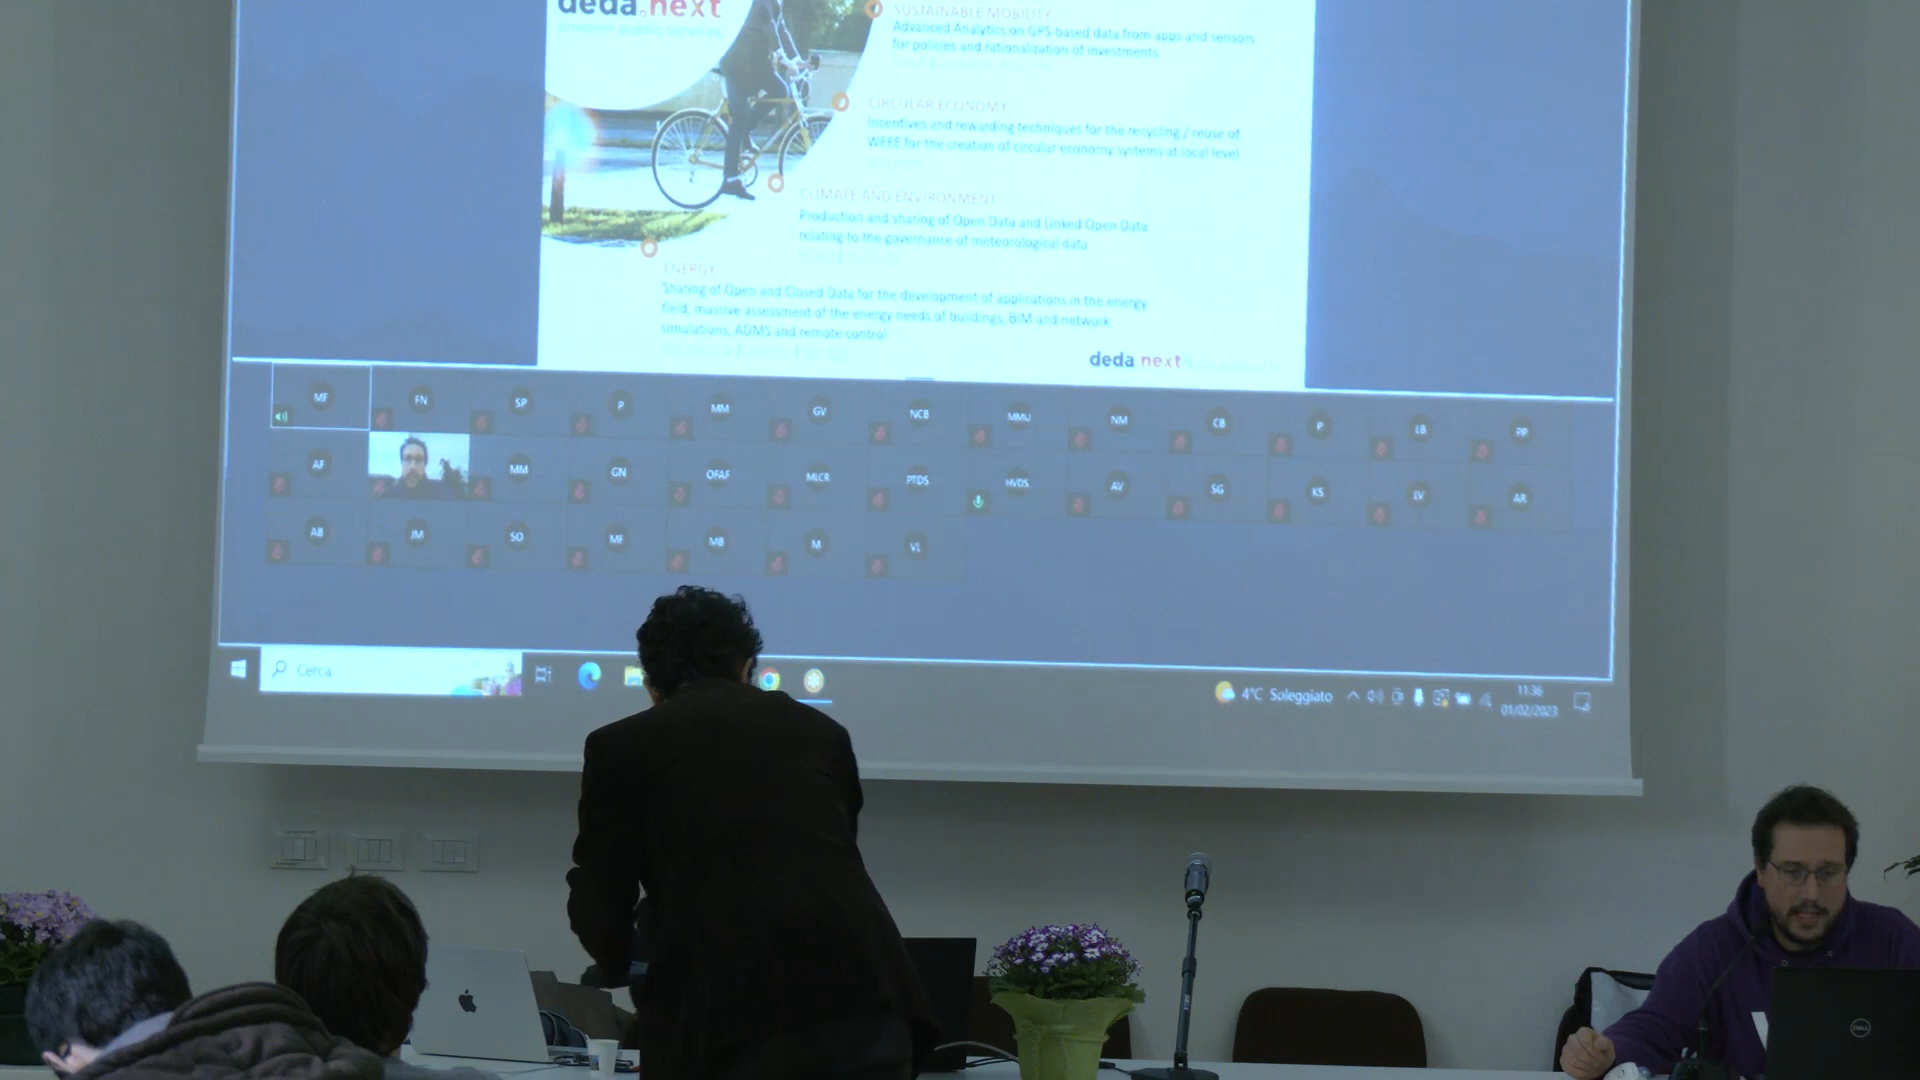 deda.next
SUSTAINABLE MOBILITY
Advanced Analytics on GPS-based data from apps and sensors
for policies and rationalization of investments
CIRCULAR ECONOMY
Incentives and rewarding techniques for the recycling / reuse of
WEEE for the creation of circular economy systems at local level
CLIMATE AND ENVIRONMENT
Production and sharing of Open Data and Linked Open Data
relating to the governance of meteorological data
ENERGY
Sharing of Open and Closed Data for the development of applications in the energy
field, massive assessment of the energy needs of buildings, BIM and network
simulations, ADMS and remote control
deda next
MF FN SP P MM GV NCB MMU NM CB P LB PP
AF MM GN OFAF MLCR PTDS HVDS AV SG KS LV AR
AB JM SO MF MB M VL
Cerca
4°C Soleggiato
11:36
01/02/2023
DELL